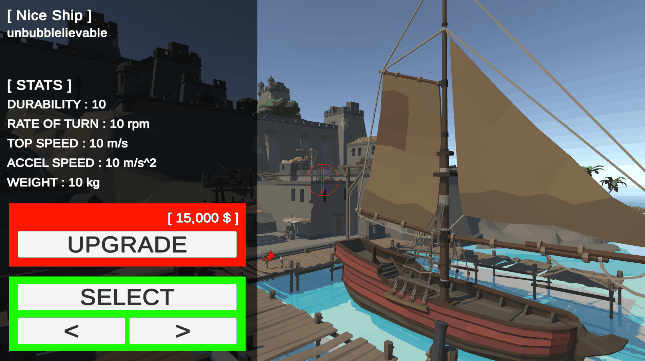 [ Nice Ship ]
unbubblelievable
[ STATS ]
DURABILITY : 10
RATE OF TURN : 10 rpm
TOP SPEED : 10 m/s
ACCEL SPEED : 10 m/s^2
WEIGHT : 10 kg
[ 15,000 $ ]
UPGRADE
SELECT
< >